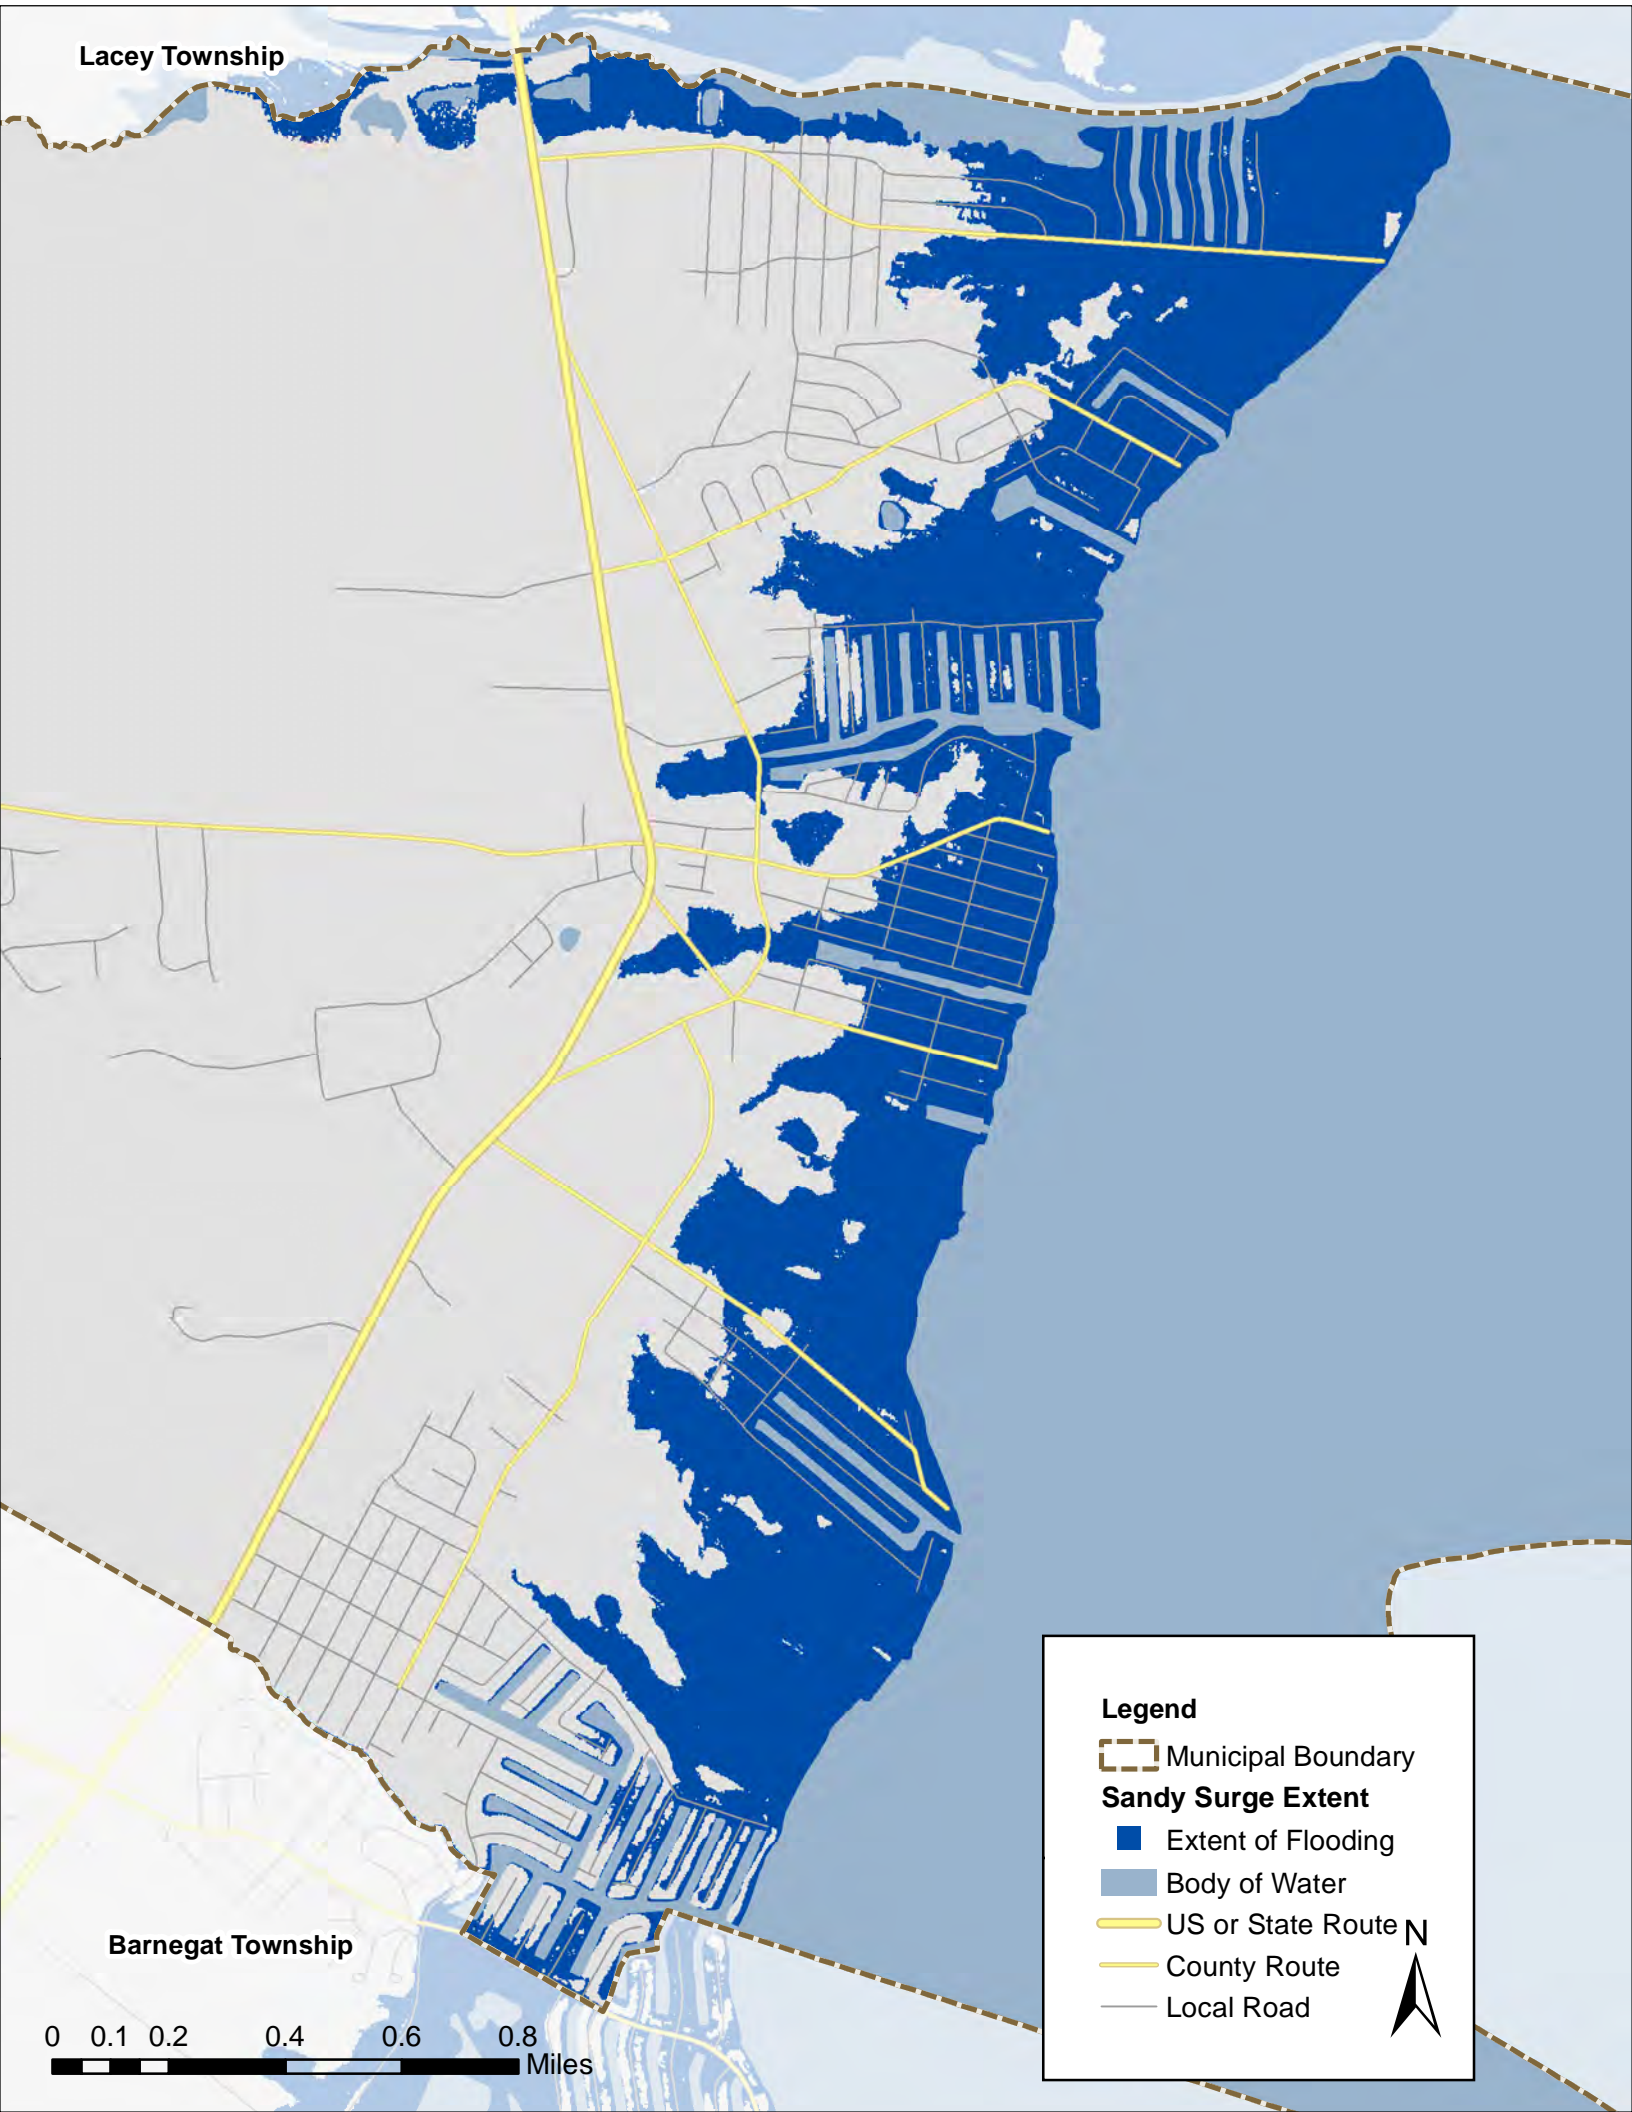 Lacey Township
Legend
Municipal Boundary
Sandy Surge Extent
Extent of Flooding
Body of Water
US or State Route
N
County Route
Local Road
Barnegat Township
0 0.1 0.2 0.4 0.6 0.8
Miles